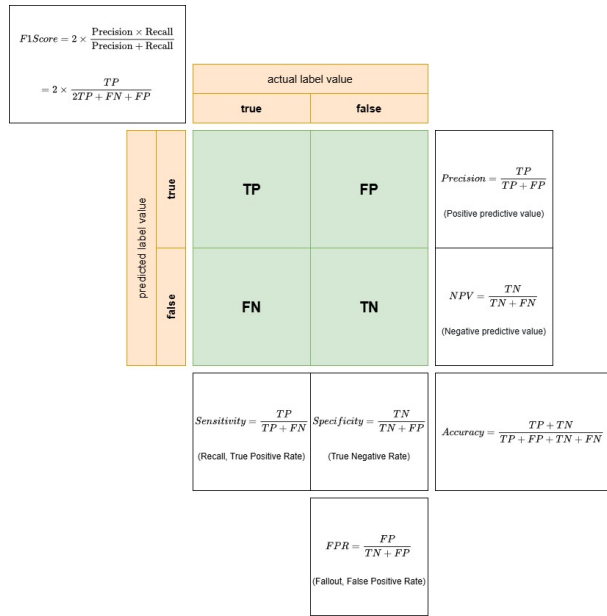 F1Score = 2 × Precision × Recall / Precision + Recall
= 2 × TP / 2TP + FN + FP
actual label value
true false
predicted label value
true
false
TP FP
FN TN
Precision = TP / TP + FP
(Positive predictive value)
NPV = TN / TN + FN
(Negative predictive value)
Sensitivity = TP / TP + FN
(Recall, True Positive Rate)
Specificity = TN / TN + FP
(True Negative Rate)
Accuracy = TP + TN / TP + FP + TN + FN
FPR = FP / TN + FP
(Fallout, False Positive Rate)